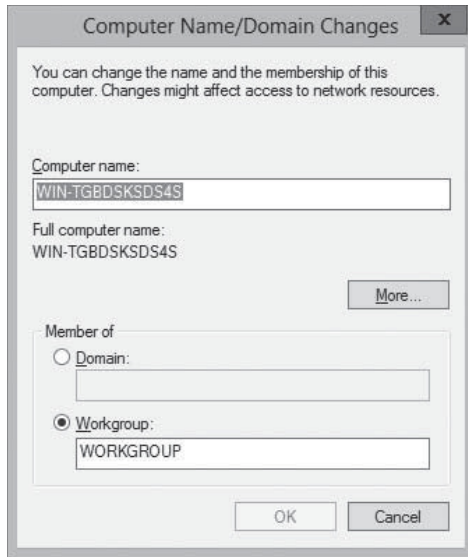 Computer Name/Domain Changes
x
You can change the name and the membership of this
computer. Changes might affect access to network resources.
Computer name:
WIN-TGBDSKSDS4S
Full computer name:
WIN-TGBDSKSDS4S
More...
Member of
Domain:
Workgroup:
WORKGROUP
OK Cancel